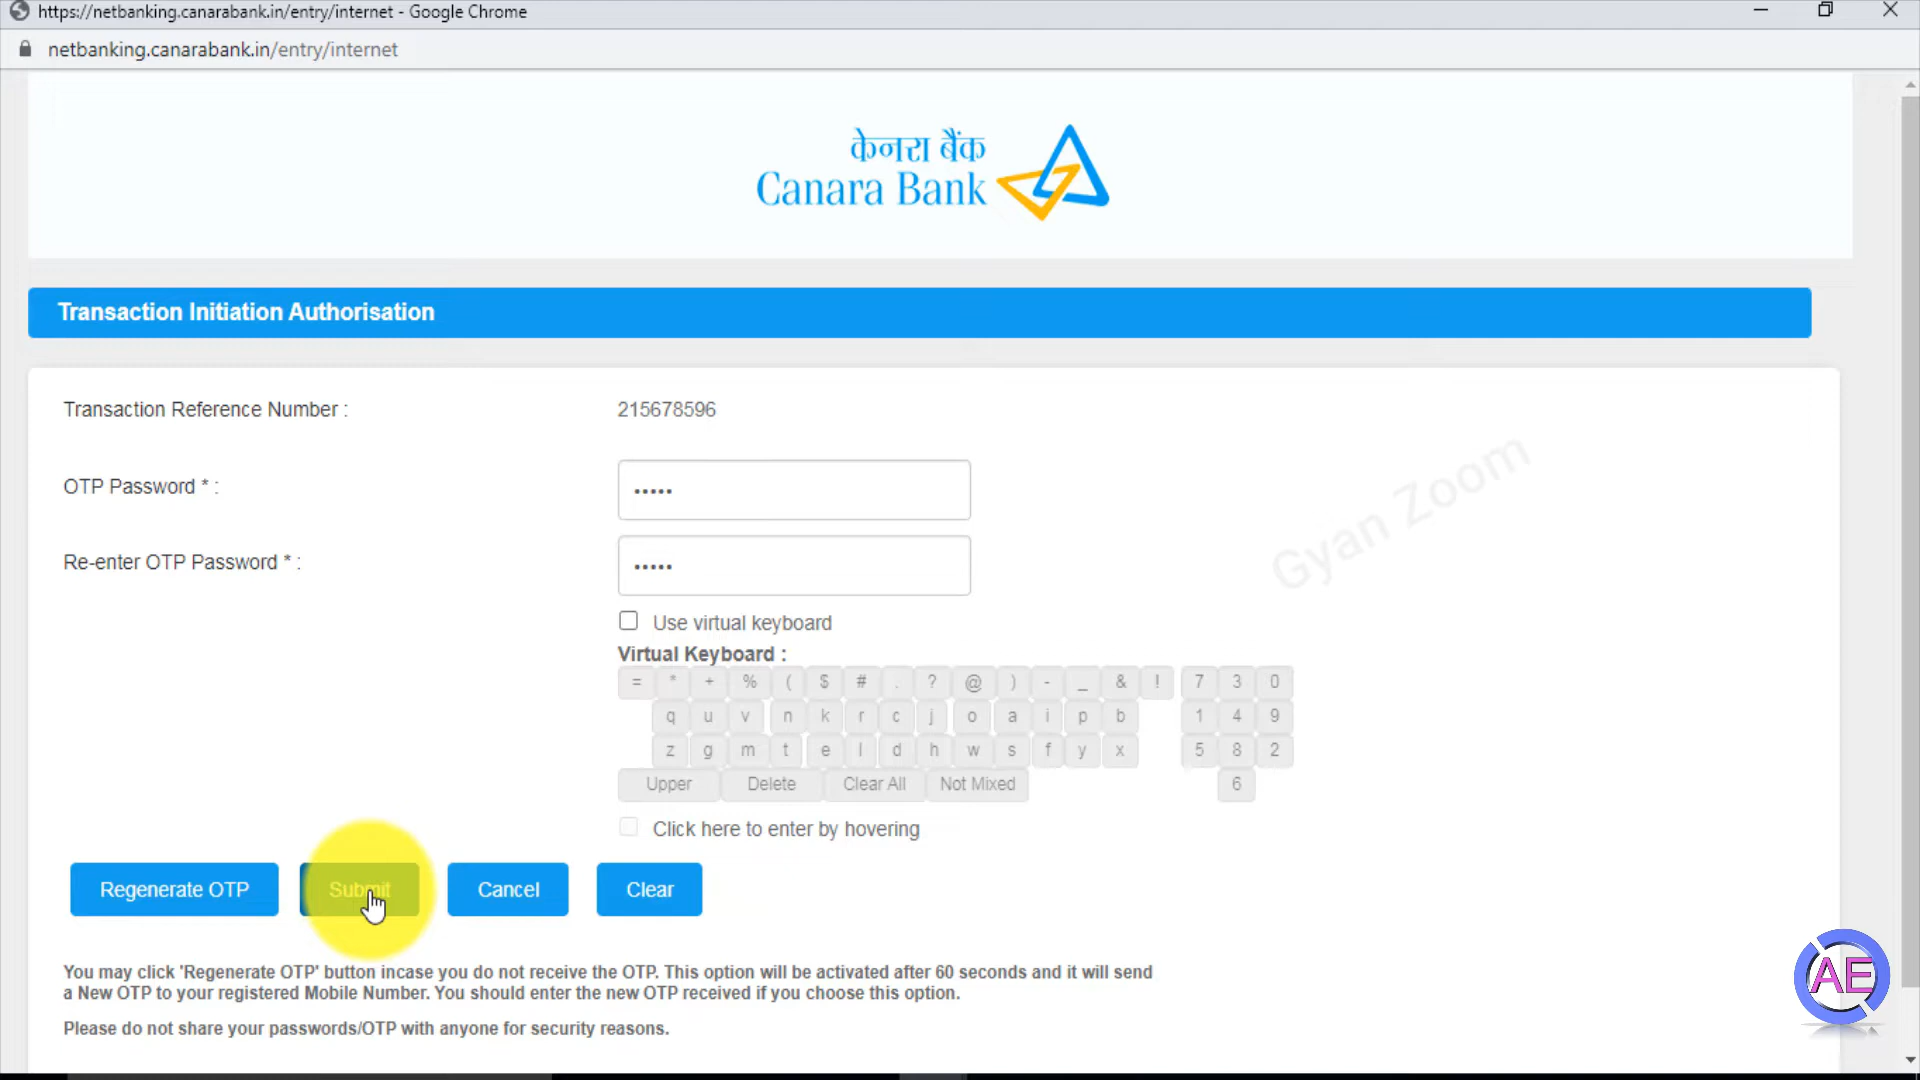 https://netbanking.canarabank.in/entry/internet - Google Chrome
netbanking.canarabank.in/entry/internet
केनरा बैंक
Canara Bank
Transaction Initiation Authorisation
Transaction Reference Number : 215678596
OTP Password * : •••••
Re-enter OTP Password * : •••••
Use virtual keyboard
Virtual Keyboard :
= * + % ( $ # . ? @ ) - _ & ! 7 3 0
q u v n k r c j o a i p b 1 4 9
z g m t e l d h w s f y x 5 8 2
Upper Delete Clear All Not Mixed 6
Click here to enter by hovering
Regenerate OTP Submit Cancel Clear
You may click 'Regenerate OTP' button incase you do not receive the OTP. This option will be activated after 60 seconds and it will send
a New OTP to your registered Mobile Number. You should enter the new OTP received if you choose this option.
Please do not share your passwords/OTP with anyone for security reasons.
Gyan Zoom
AE